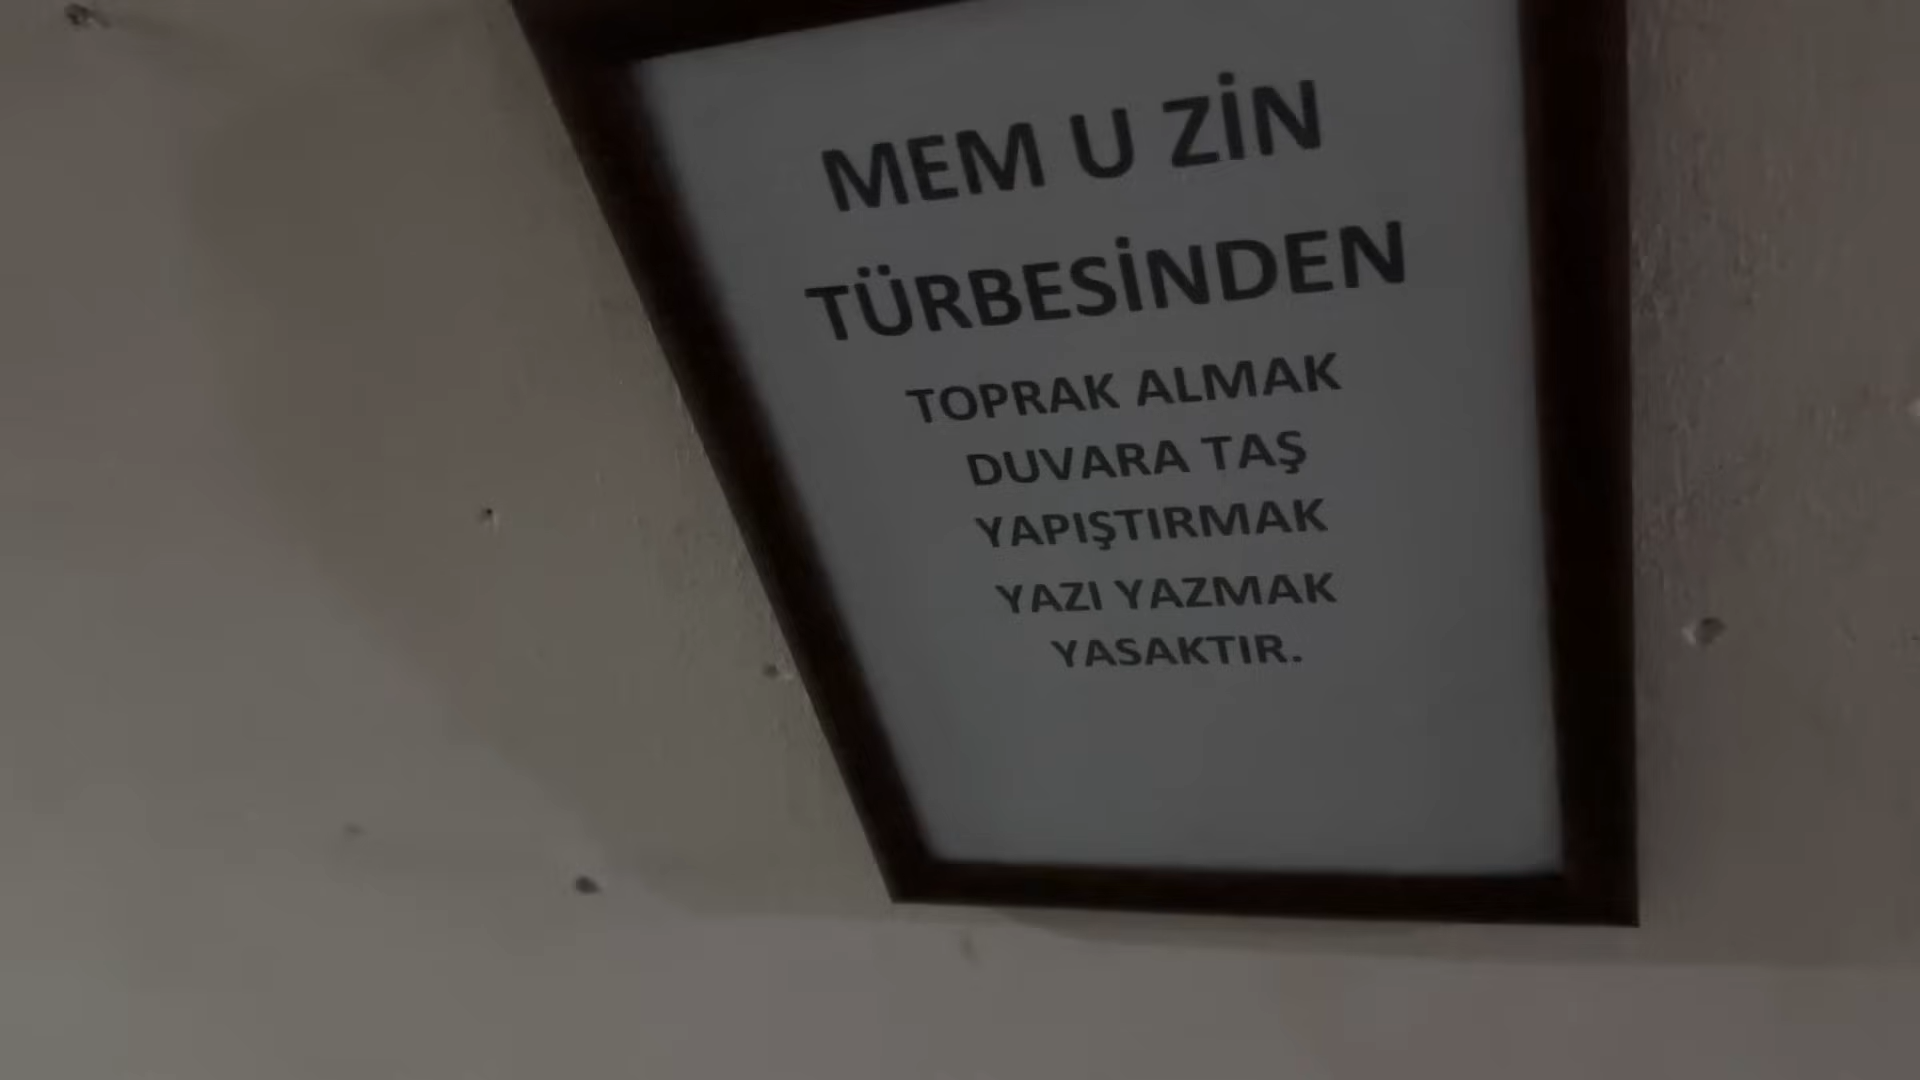 MEM U ZİN
TÜRBESİNDEN
TOPRAK ALMAK
DUVARA TAŞ
YAPIŞTIRMAK
YAZI YAZMAK
YASAKTIR.